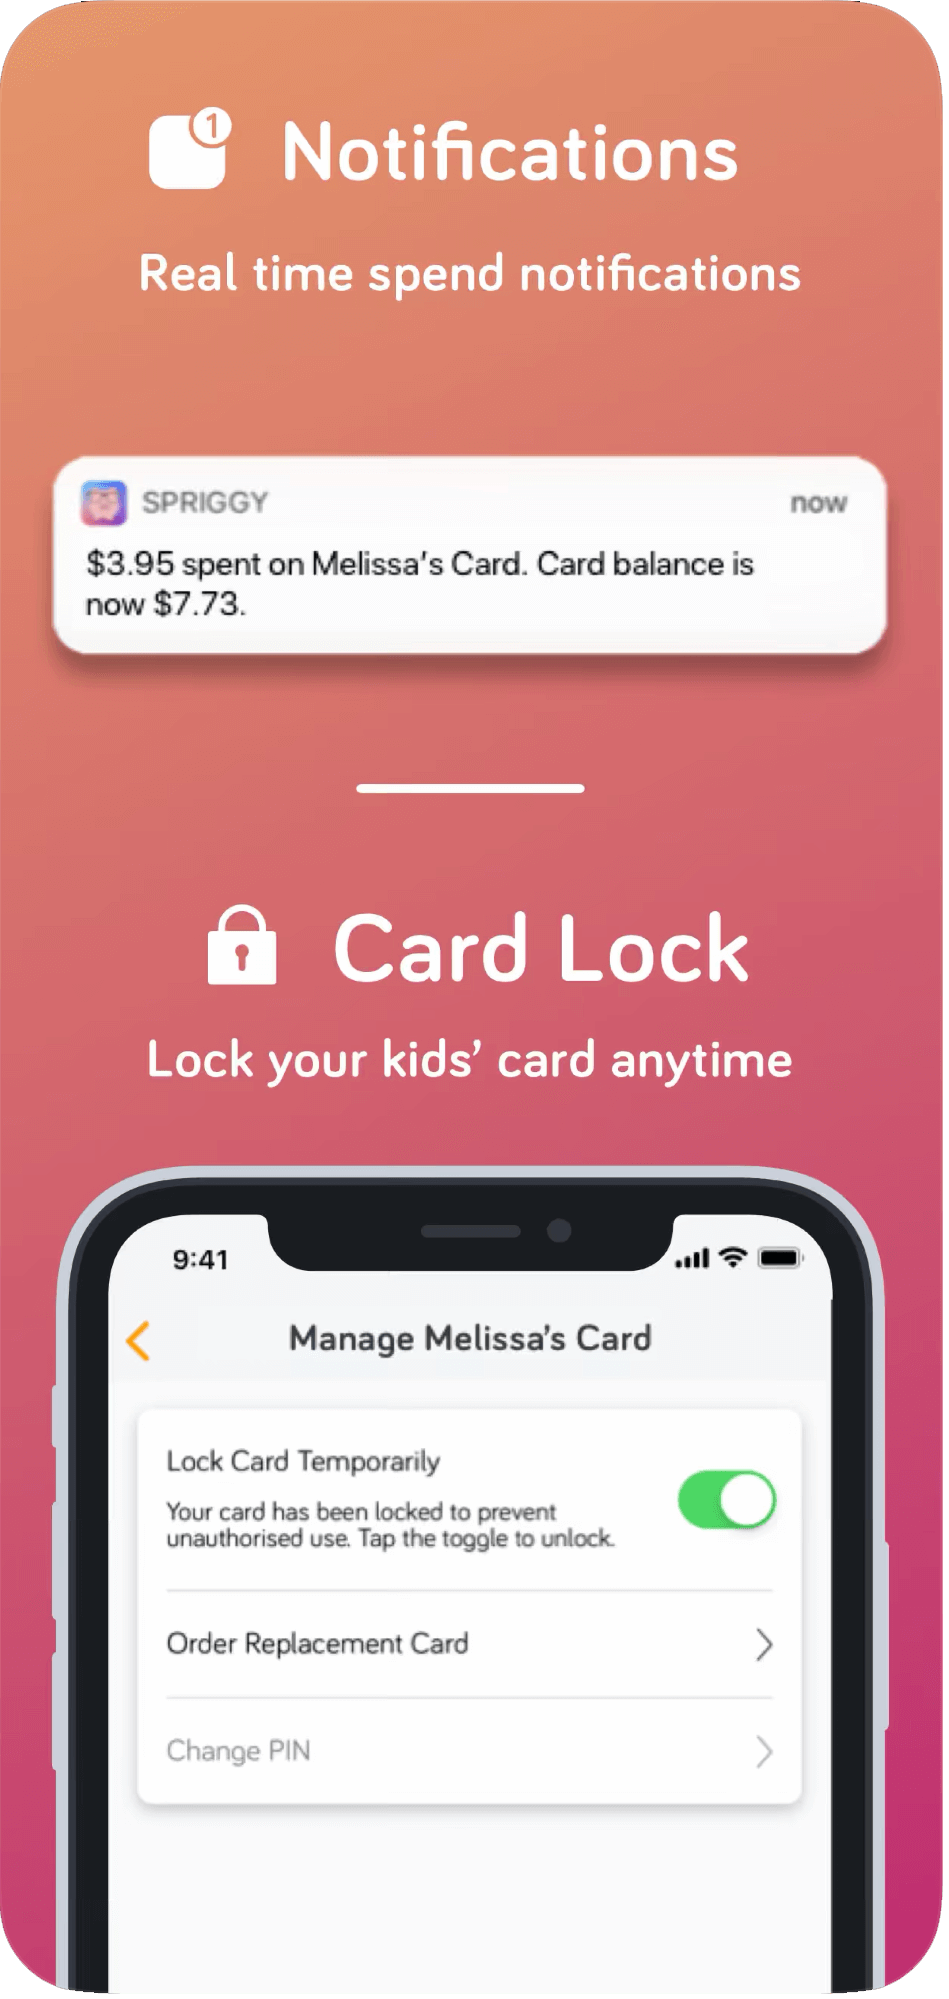 1
Notifications
Real time spend notifications
SPRIGGY
now
$3.95 spent on Melissa's Card. Card balance is
now $7.73.
Card Lock
Lock your kids’ card anytime
9:41
Manage Melissa's Card
Lock Card Temporarily
Your card has been locked to prevent
unauthorised use. Tap the toggle to unlock.
Order Replacement Card
Change PIN